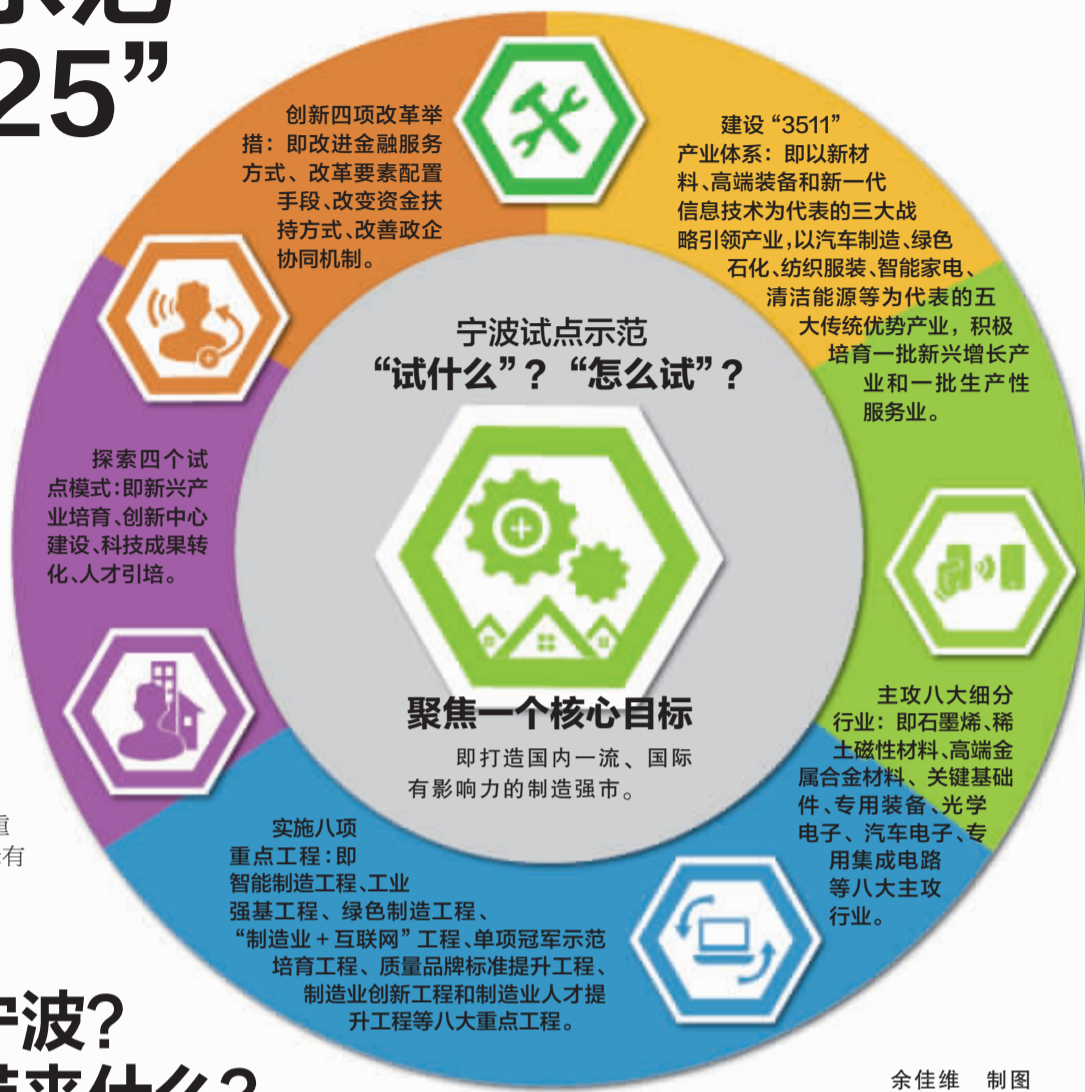 示范
25”
创新四项改革举
措：即改进金融服务
方式、改革要素配置
手段、改变资金扶
持方式、改善政企
协同机制。
建设“3511”
产业体系：即以新材
料、高端装备和新一代
信息技术为代表的三大战
略引领产业，以汽车制造、绿色
石化、纺织服装、智能家电、
清洁能源等为代表的五
大传统优势产业，积极
培育一批新兴增长产
业和一批生产性
服务业。
宁波试点示范
“试什么”？“怎么试”？
探索四个试
点模式：即新兴产
业培育、创新中心
建设、科技成果转
化、人才引培。
聚焦一个核心目标
即打造国内一流、国际
有影响力的制造强市。
主攻八大细分
行业：即石墨烯、稀
土磁性材料、高端金
属合金材料、关键基础
件、专用装备、光学
电子、汽车电子、专
用集成电路
等八大主攻
行业。
实施八项
重点工程：即
智能制造工程、工业
强基工程、绿色制造工程、
“制造业＋互联网”工程、单项冠军示范
培育工程、质量品牌标准提升工程、
制造业创新工程和制造业人才提
升工程等八大重点工程。
重
有
宁波？
来什么？
余佳维 制图